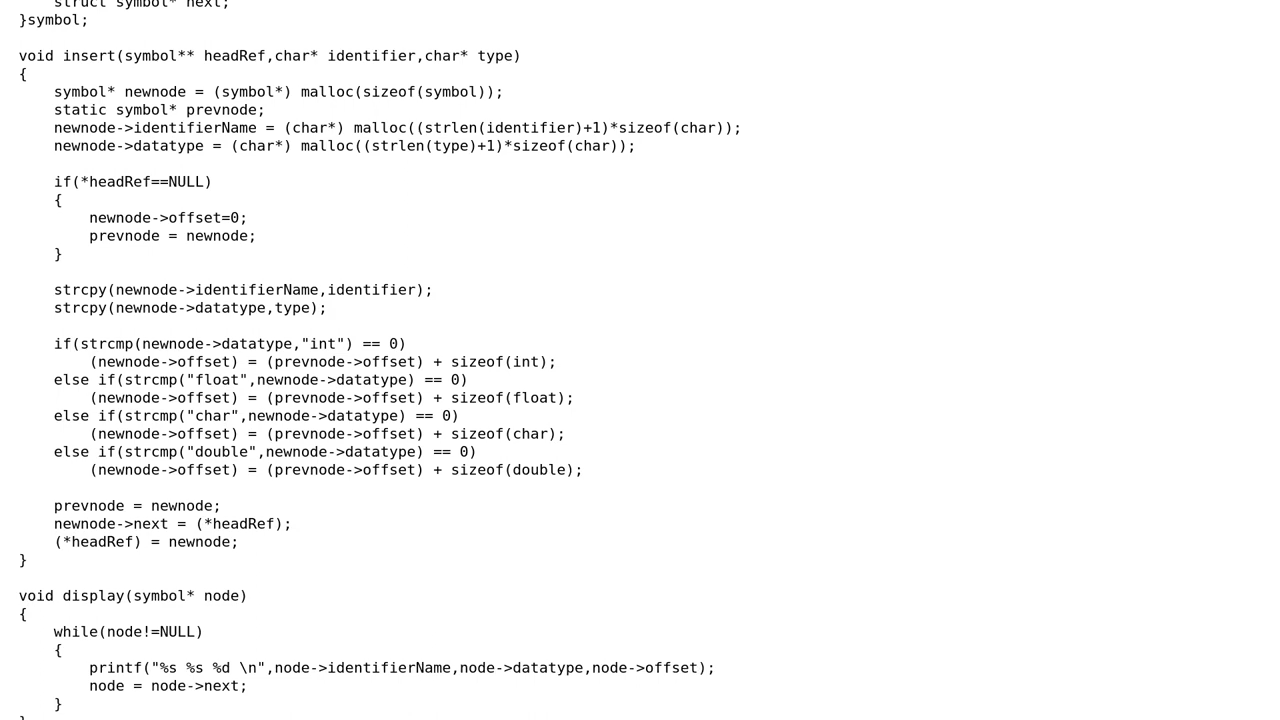 struct symbol* next;
}symbol;

void insert(symbol** headRef,char* identifier,char* type)
{
    symbol* newnode = (symbol*) malloc(sizeof(symbol));
    static symbol* prevnode;
    newnode->identifierName = (char*) malloc((strlen(identifier)+1)*sizeof(char));
    newnode->datatype = (char*) malloc((strlen(type)+1)*sizeof(char));

    if(*headRef==NULL)
    {
        newnode->offset=0;
        prevnode = newnode;
    }

    strcpy(newnode->identifierName,identifier);
    strcpy(newnode->datatype,type);

    if(strcmp(newnode->datatype,"int") == 0)
        (newnode->offset) = (prevnode->offset) + sizeof(int);
    else if(strcmp("float",newnode->datatype) == 0)
        (newnode->offset) = (prevnode->offset) + sizeof(float);
    else if(strcmp("char",newnode->datatype) == 0)
        (newnode->offset) = (prevnode->offset) + sizeof(char);
    else if(strcmp("double",newnode->datatype) == 0)
        (newnode->offset) = (prevnode->offset) + sizeof(double);

    prevnode = newnode;
    newnode->next = (*headRef);
    (*headRef) = newnode;
}

void display(symbol* node)
{
    while(node!=NULL)
    {
        printf("%s %s %d \n",node->identifierName,node->datatype,node->offset);
        node = node->next;
    }
}